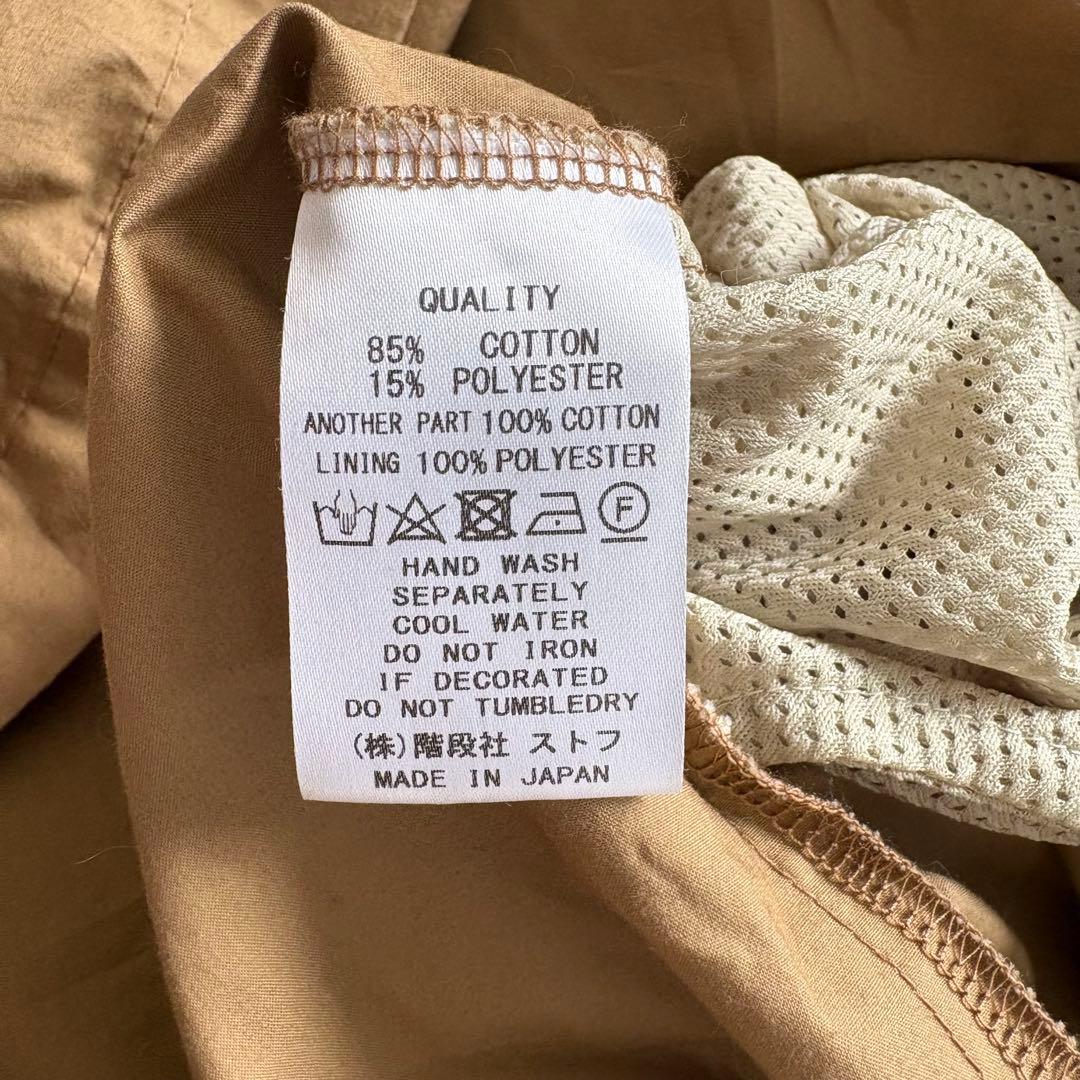 QUALITY
85% COTTON
15% POLYESTER
ANOTHER PART 100% COTTON
LINING 100% POLYESTER
F
HAND WASH
SEPARATELY
COOL WATER
DO NOT IRON
IF DECORATED
DO NOT TUMBLEDRY
(株)階段社 ストフ
MADE IN JAPAN